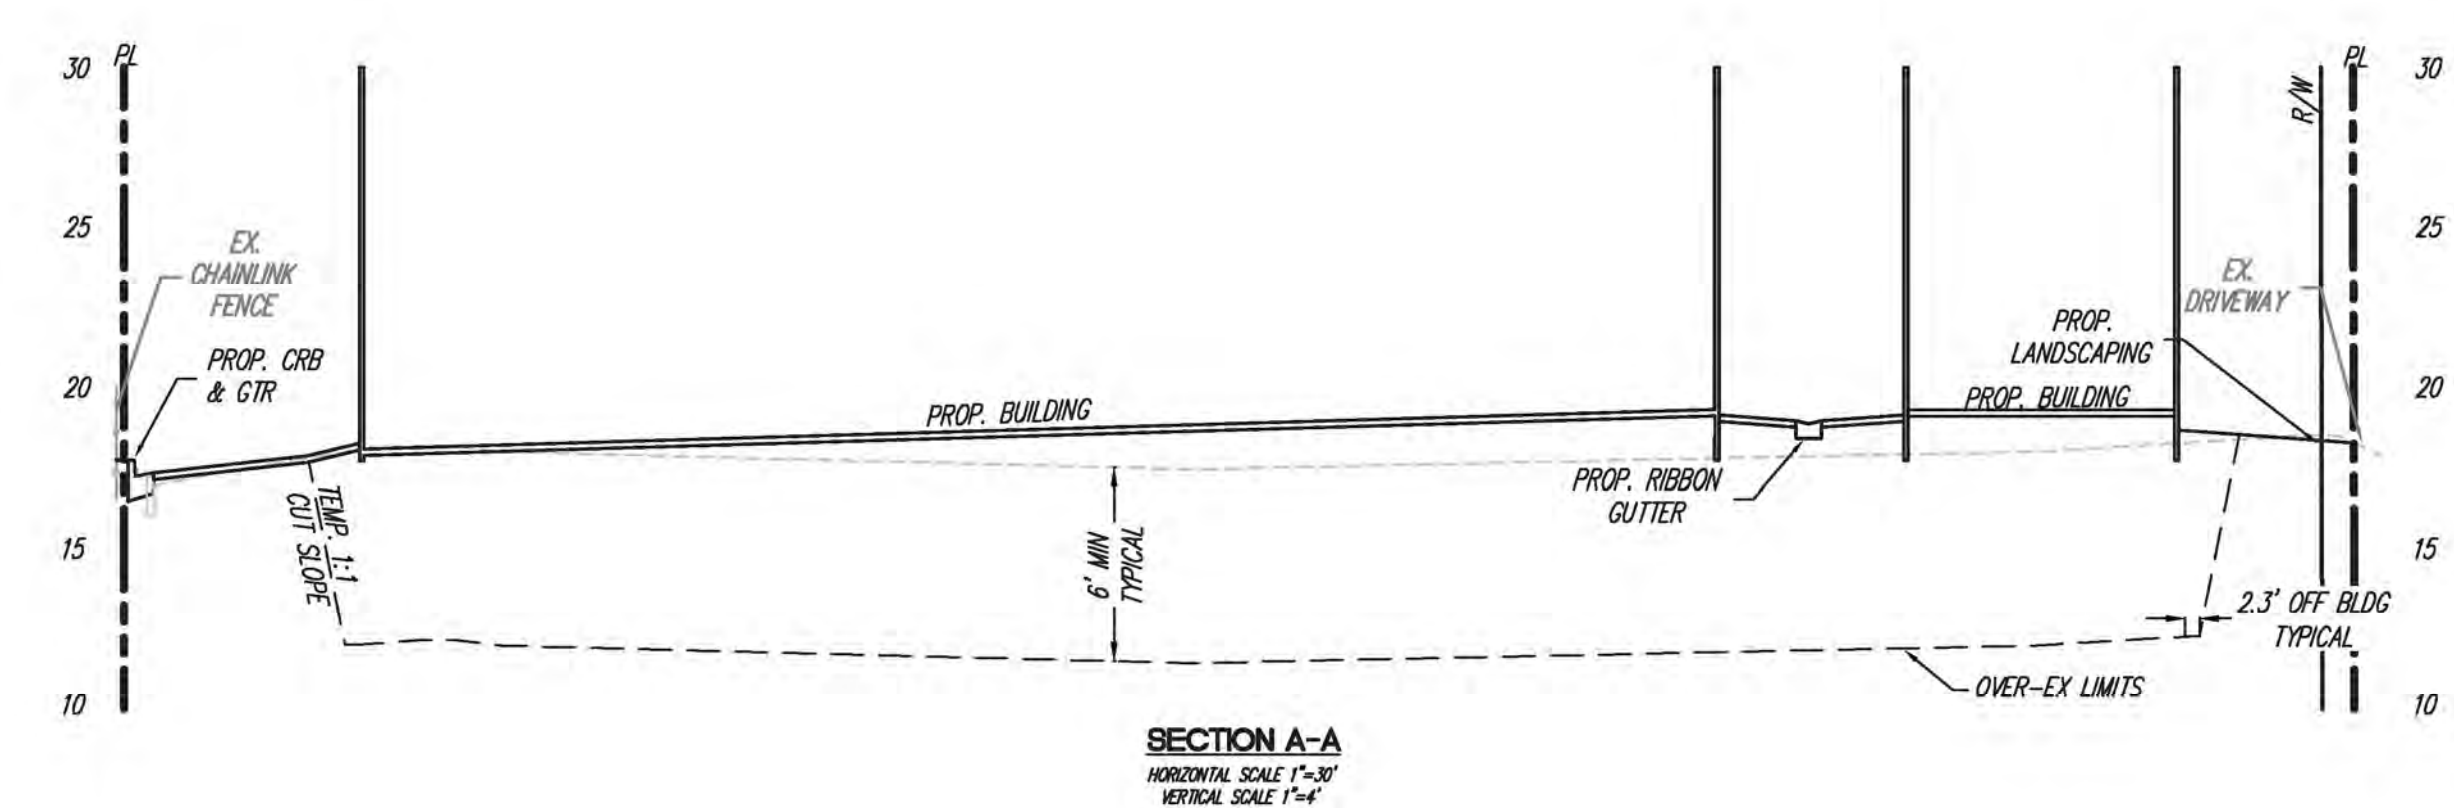 PL
PL
30
30
R/W
25
25
EX.
CHAINLINK
FENCE
EX.
DRIVEWAY
PROP.
LANDSCAPING
PROP. CRB
& GTR
20
20
PROP. BUILDING
PROP. BUILDING
PROP. RIBBON
GUTTER
TEMP. 1:1
CUT SLOPE
6' MIN
TYPICAL
15
15
2.3' OFF BLDG
TYPICAL
OVER-EX LIMITS
10
10
SECTION A-A
HORIZONTAL SCALE 1"=30'
VERTICAL SCALE 1"=4'